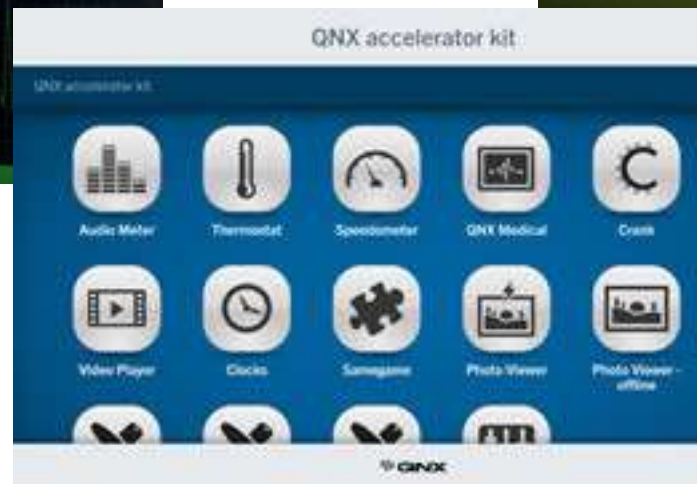 QNX accelerator kit
QNX accelerator kit
Audio Meter
Thermostat
Speedometer
QNX Medical
Crank
Video Player
Clocks
Samegame
Photo Viewer
Photo Viewer - offline
QNX